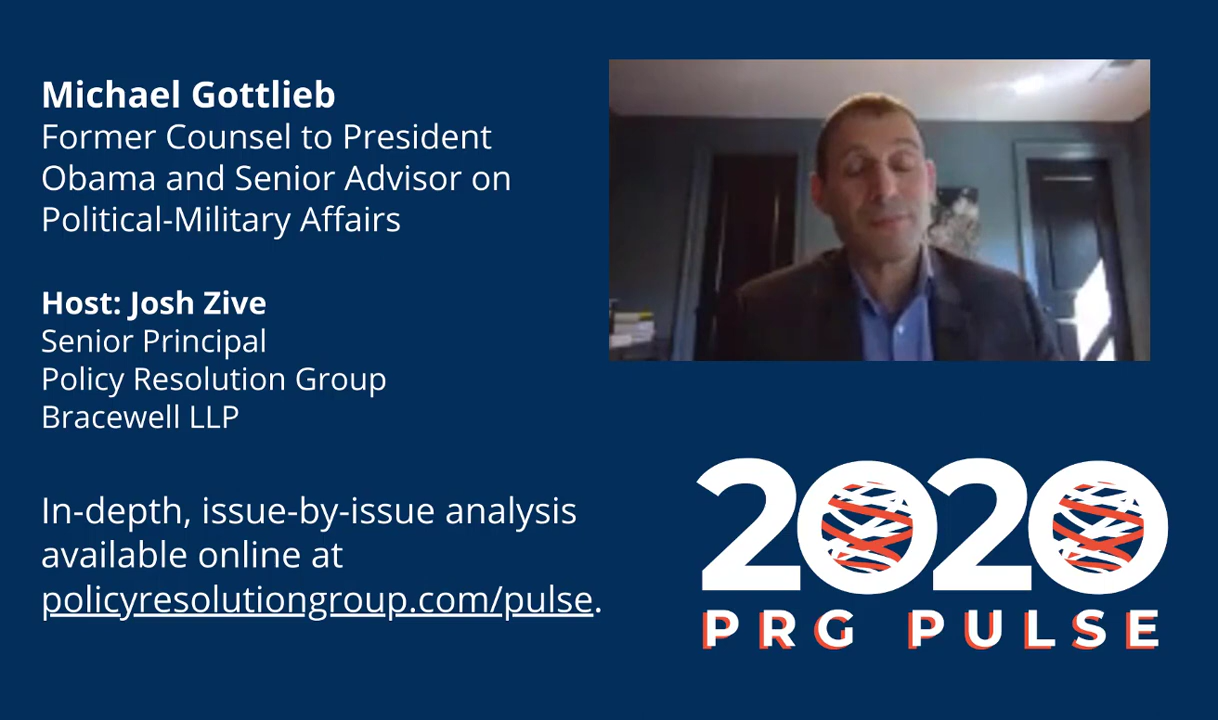 Michael Gottlieb
Former Counsel to President
Obama and Senior Advisor on
Political-Military Affairs
Host: Josh Zive
Senior Principal
Policy Resolution Group
Bracewell LLP
In-depth, issue-by-issue analysis
available online at
policyresolutiongroup.com/pulse.
2020
PRG PULSE